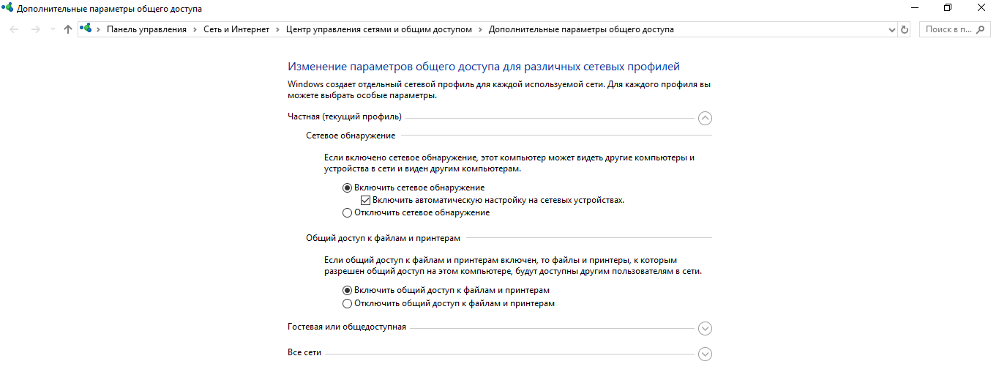 Дополнительные параметры общего доступа
Панель управления > Сеть и Интернет > Центр управления сетями и общим доступом > Дополнительные параметры общего доступа
Поиск в п...
Изменение параметров общего доступа для различных сетевых профилей
Windows создает отдельный сетевой профиль для каждой используемой сети. Для каждого профиля вы
можете выбрать особые параметры.
Частная (текущий профиль)
Сетевое обнаружение
Если включено сетевое обнаружение, этот компьютер может видеть другие компьютеры и
устройства в сети и виден другим компьютерам.
Включить сетевое обнаружение
Включить автоматическую настройку на сетевых устройствах.
Отключить сетевое обнаружение
Общий доступ к файлам и принтерам
Если общий доступ к файлам и принтерам включен, то файлы и принтеры, к которым
разрешен общий доступ на этом компьютере, будут доступны другим пользователям в сети.
Включить общий доступ к файлам и принтерам
Отключить общий доступ к файлам и принтерам
Гостевая или общедоступная
Все сети